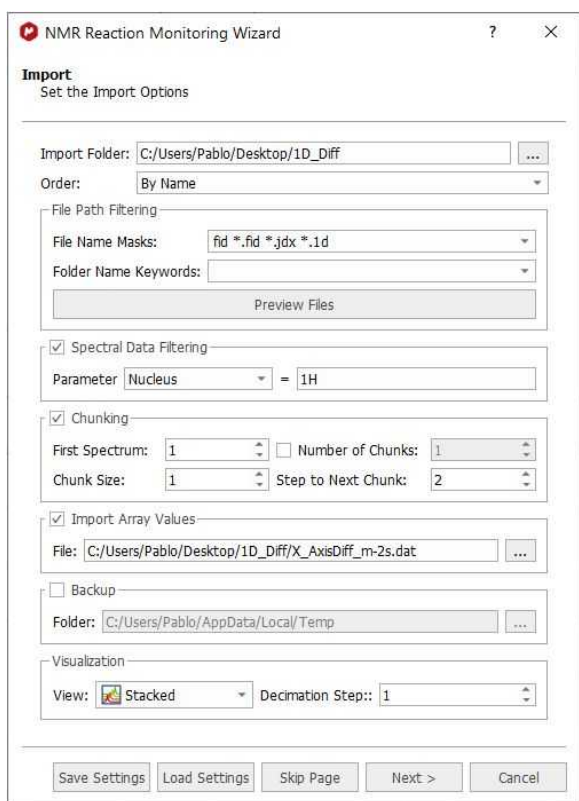 NMR Reaction Monitoring Wizard ? ×
Import
Set the Import Options
Import Folder: C:/Users/Pablo/Desktop/1D_Diff ...
Order: By Name
File Path Filtering
File Name Masks: fid *.fid *.jdx *.1d
Folder Name Keywords:
Preview Files
Spectral Data Filtering
Parameter Nucleus = 1H
Chunking
First Spectrum: 1 Number of Chunks: 1
Chunk Size: 1 Step to Next Chunk: 2
Import Array Values
File: C:/Users/Pablo/Desktop/1D_Diff/X_AxisDiff_m-2s.dat ...
Backup
Folder: C:/Users/Pablo/AppData/Local/Temp ...
Visualization
View: Stacked Decimation Step:: 1
Save Settings Load Settings Skip Page Next > Cancel